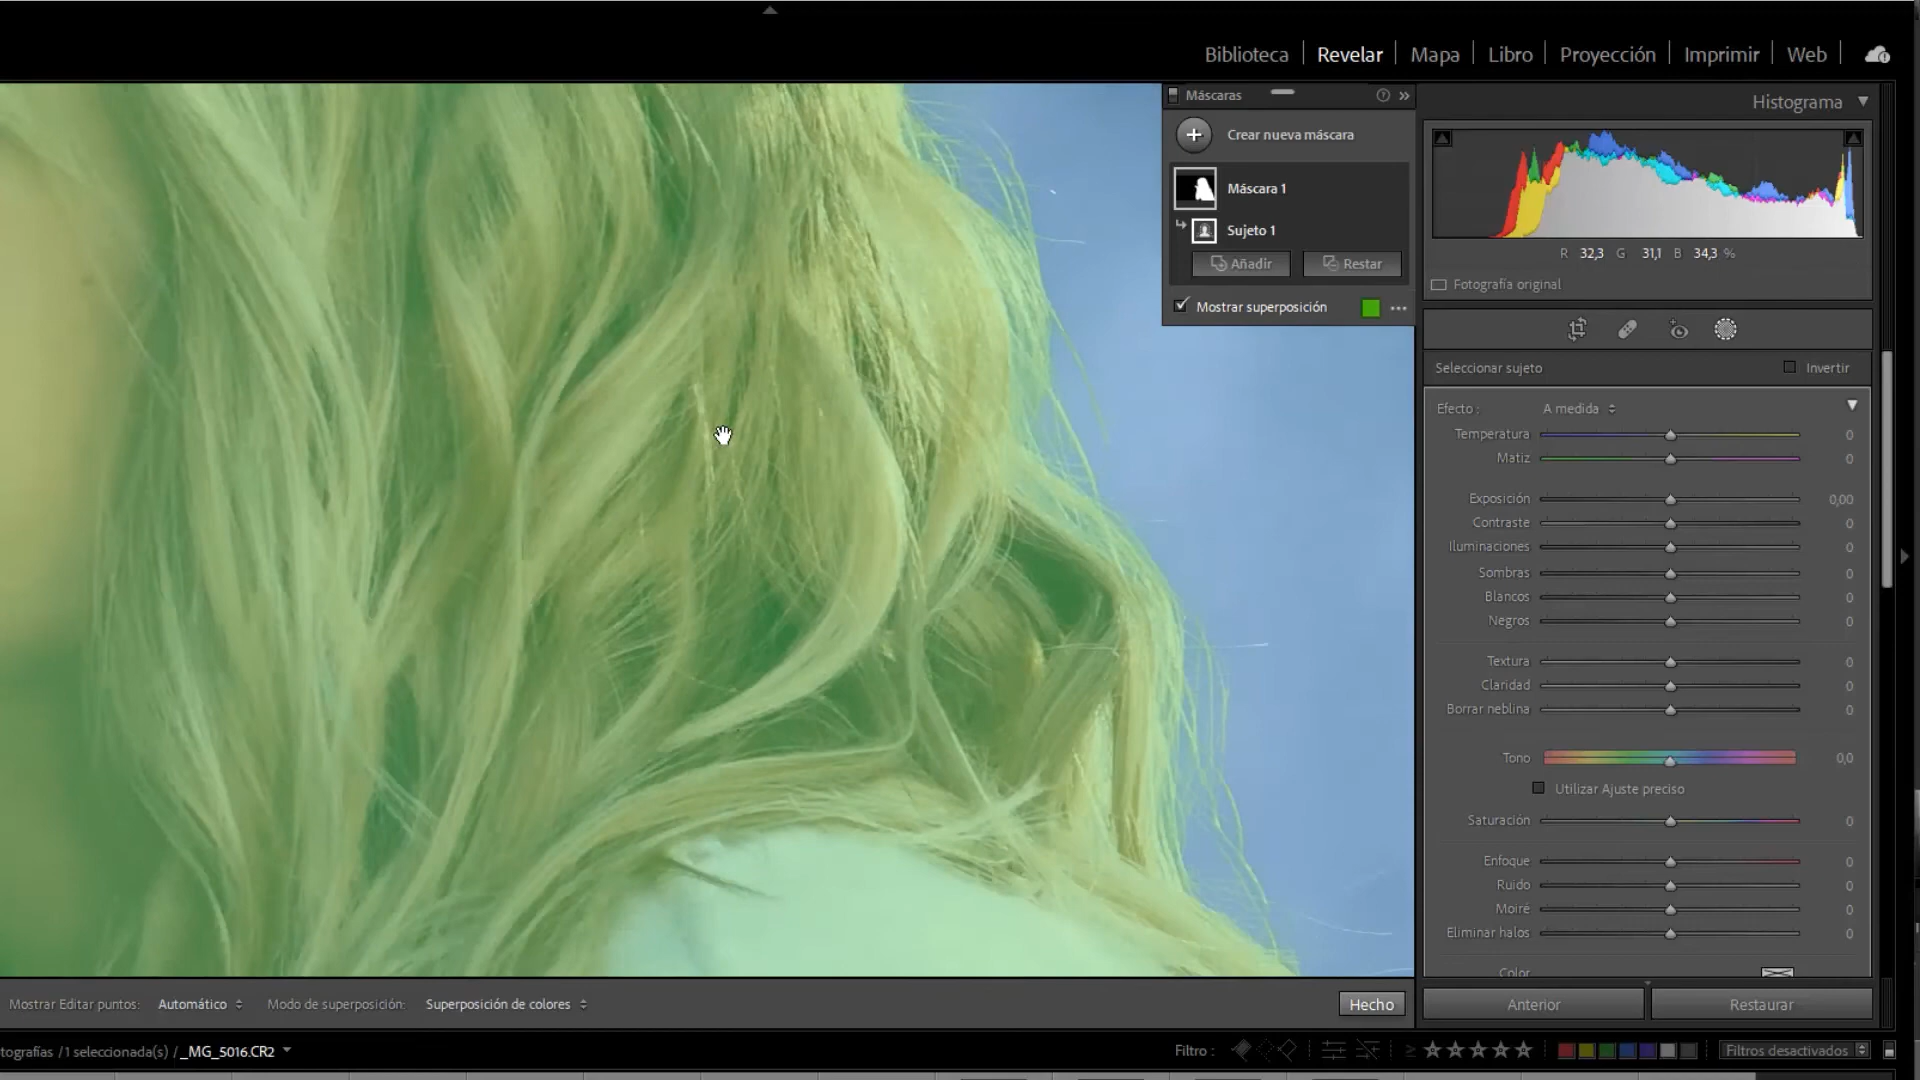 Biblioteca | Revelar | Mapa | Libro | Proyección | Imprimir | Web |
Máscaras
Crear nueva máscara
Máscara 1
Sujeto 1
Añadir Restar
Mostrar superposición
Histograma
R 32,3 G 31,1 B 34,3 %
Fotografía original
Seleccionar sujeto Invertir
Efecto : A medida
Temperatura 0
Matiz 0
Exposición 0,00
Contraste 0
Iluminaciones 0
Sombras 0
Blancos 0
Negros 0
Textura 0
Claridad 0
Borrar neblina 0
Tono 0,0
Utilizar Ajuste preciso
Saturación 0
Enfoque 0
Ruido 0
Moiré 0
Eliminar halos 0
Color
Mostrar Editar puntos: Automático Modo de superposición: Superposición de colores Hecho
Anterior Restaurar
tografías /1 seleccionada(s) /_MG_5016.CR2
Filtro : Filtros desactivados